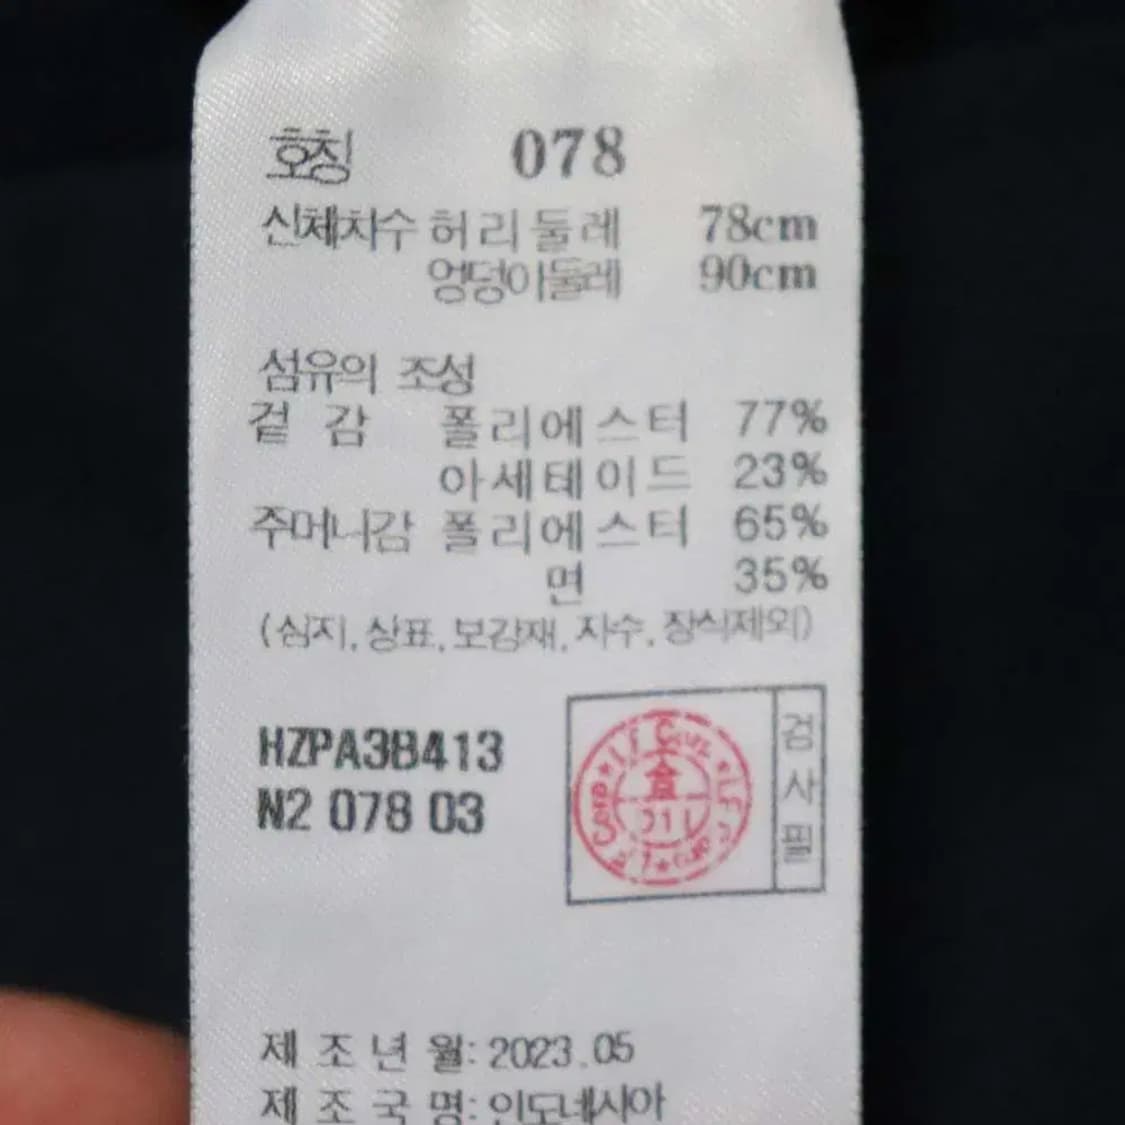 호칭 078
신체치수 허리둘레 78cm
엉덩이둘레 90cm
섬유의 조성
겉 감 폴리에스터 77%
아세테이드 23%
주머니감 폴리에스터 65%
면 35%
(심지, 상표, 보강재, 자수, 장식제외)
HZPA3B413
N2 078 03
검사필
제 조 년 월: 2023.05
제 조 국 명: 인도네시아